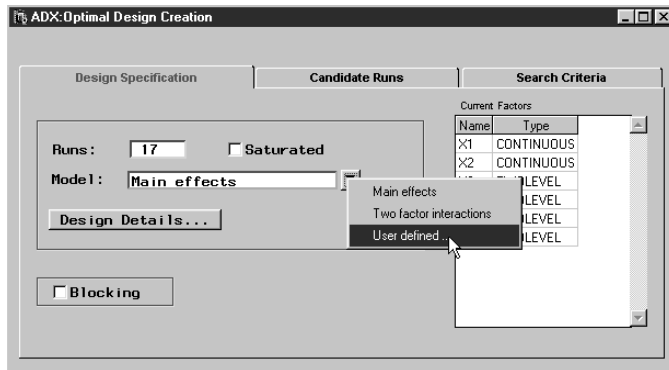 ADX:Optimal Design Creation
Design Specification
Candidate Runs
Search Criteria
Current Factors
Name Type
X1 CONTINUOUS
X2 CONTINUOUS
Runs: 17 Saturated
Model: Main effects
Design Details...
Blocking
Main effects
Two factor interactions
User defined ...